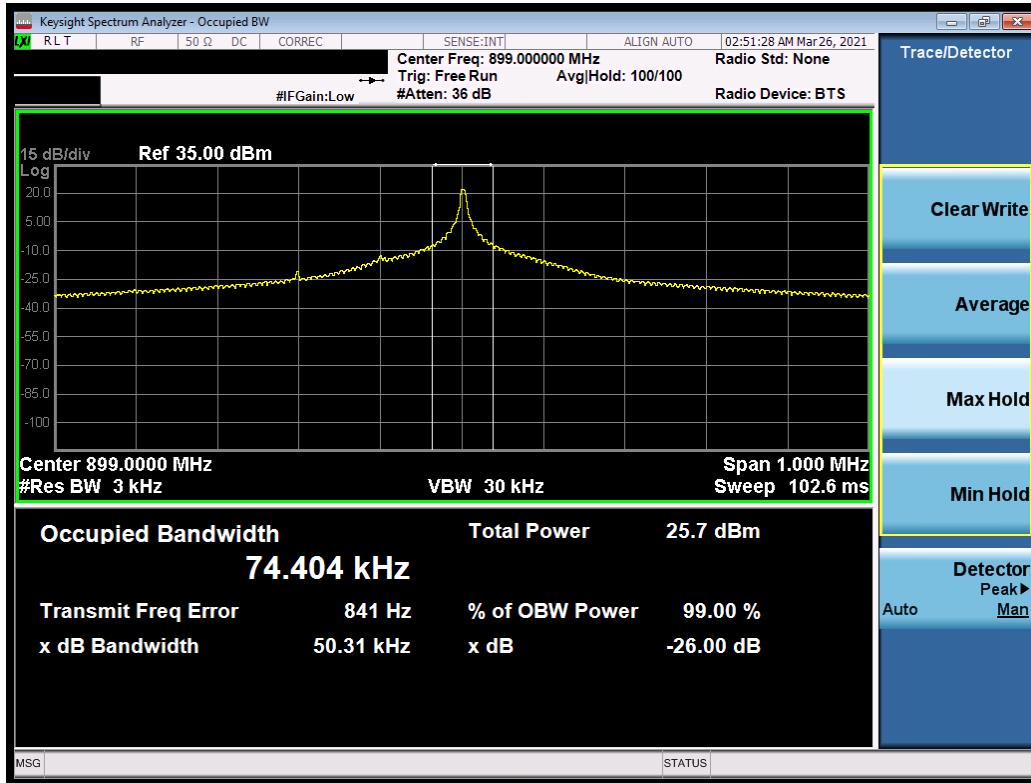 Keysight Spectrum Analyzer - Occupied BW
LXI RLT RF 50 Ω DC CORREC SENSE:INT ALIGN AUTO 02:51:28 AM Mar 26, 2021
Center Freq: 899.000000 MHz Radio Std: None
Trig: Free Run Avg|Hold: 100/100
#IFGain:Low #Atten: 36 dB Radio Device: BTS
15 dB/div Ref 35.00 dBm
Log
20.0
5.00
-10.0
-25.0
-40.0
-55.0
-70.0
-85.0
-100
Center 899.0000 MHz Span 1.000 MHz
#Res BW 3 kHz VBW 30 kHz Sweep 102.6 ms
Occupied Bandwidth Total Power 25.7 dBm
74.404 kHz
Transmit Freq Error 841 Hz % of OBW Power 99.00 %
x dB Bandwidth 50.31 kHz x dB -26.00 dB
MSG STATUS
Trace/Detector
Clear Write
Average
Max Hold
Min Hold
Detector
Peak▶
Auto Man